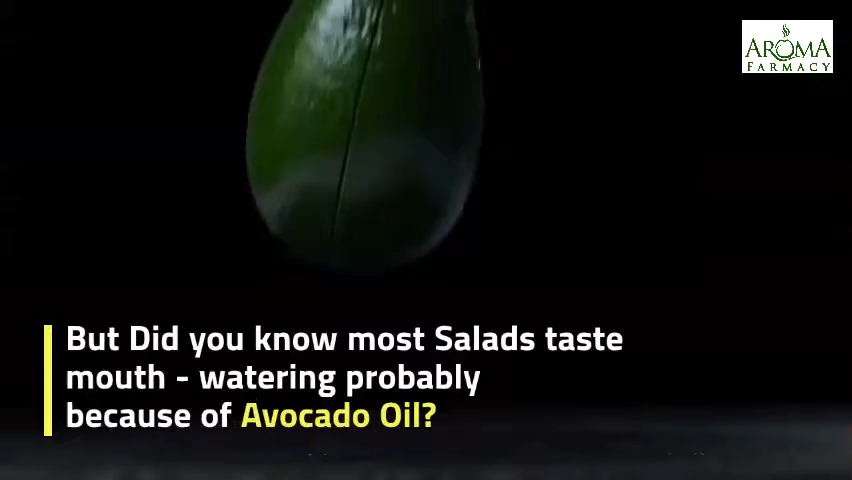 AROMA
FARMACY
But Did you know most Salads taste
mouth - watering probably
because of Avocado Oil?